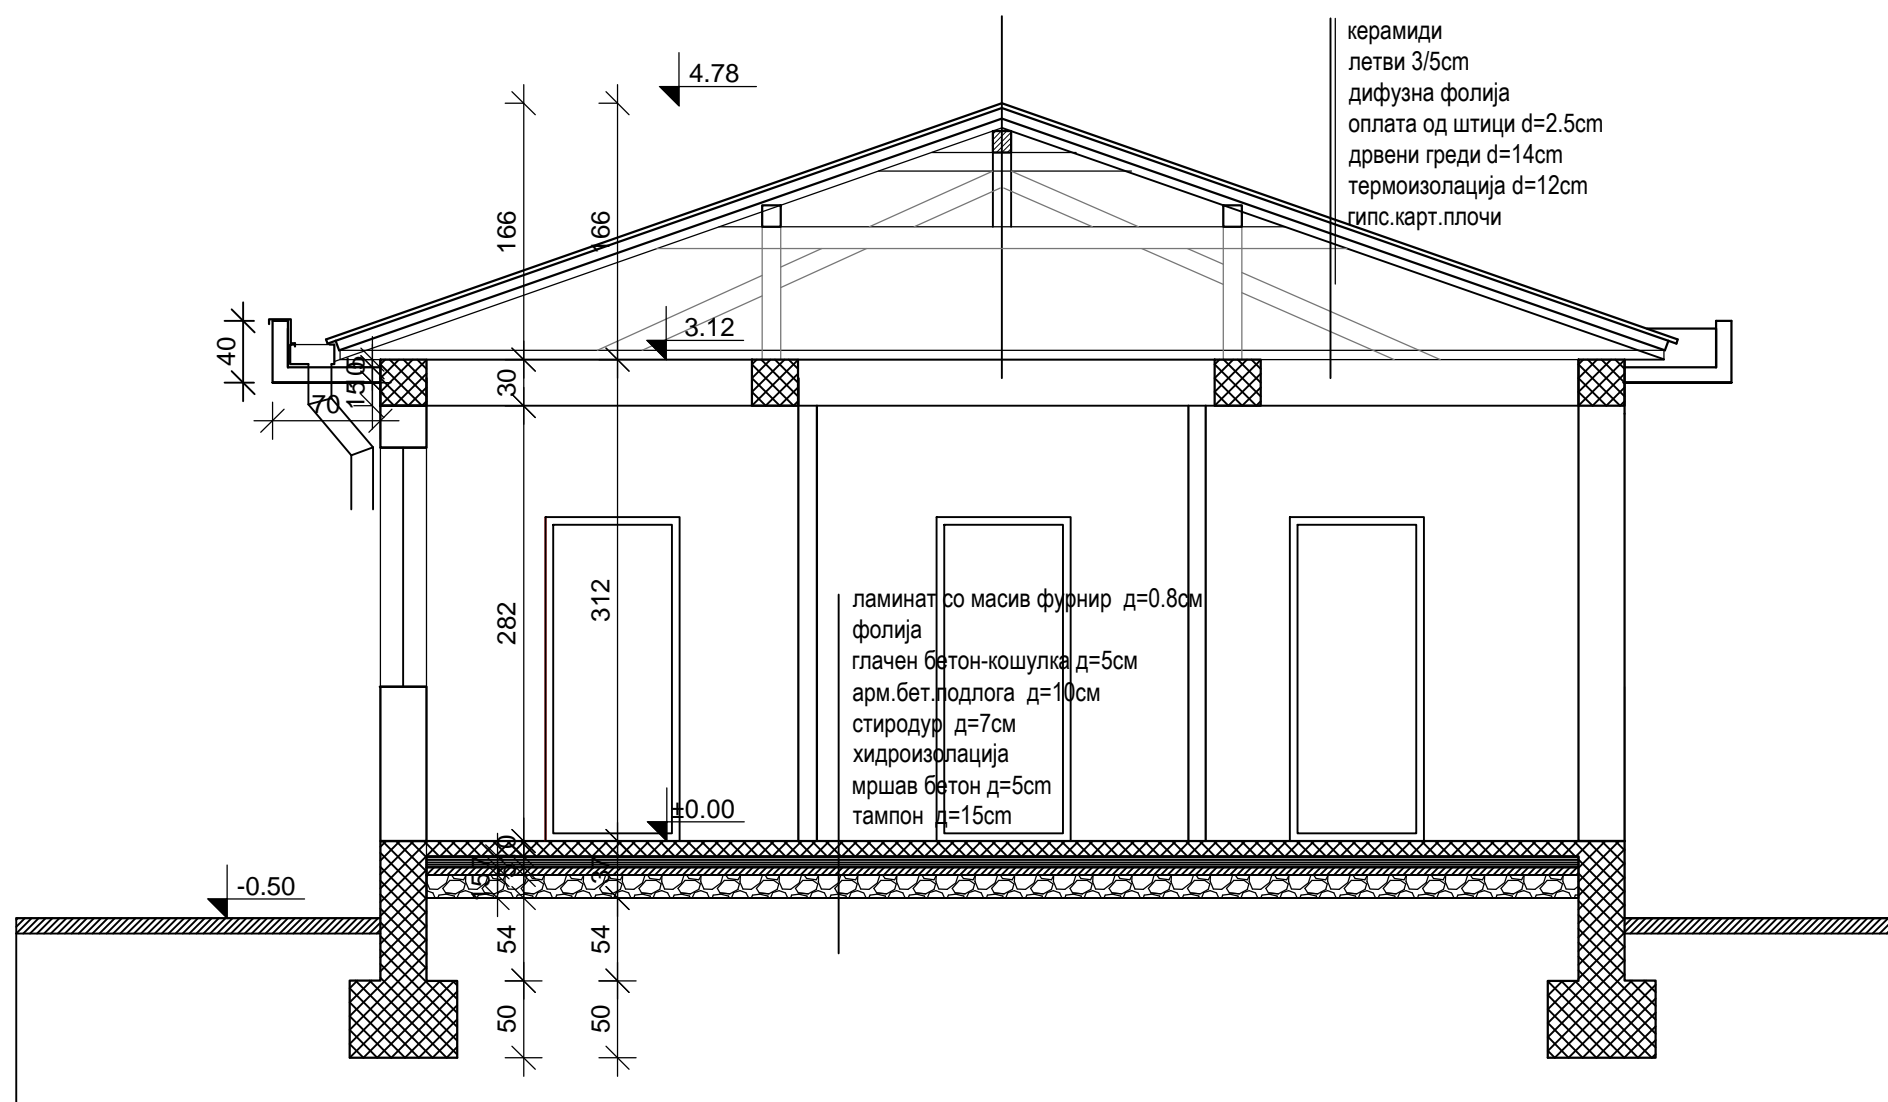 керамиди
летви 3/5cm
дифузна фолија
оплата од штици d=2.5cm
дрвени греди d=14cm
термоизолација d=12cm
гипс.карт.плочи
4.78
166
166
3.12
40
70
30
282
312
ламинат со масив фурнир д=0.8см
фолија
глачен бетон-кошулка д=5см
арм.бет.подлога д=10см
стиродур д=7см
хидроизолација
мршав бетон д=5cm
тампон д=15cm
±0.00
-0.50
37
54
54
50
50